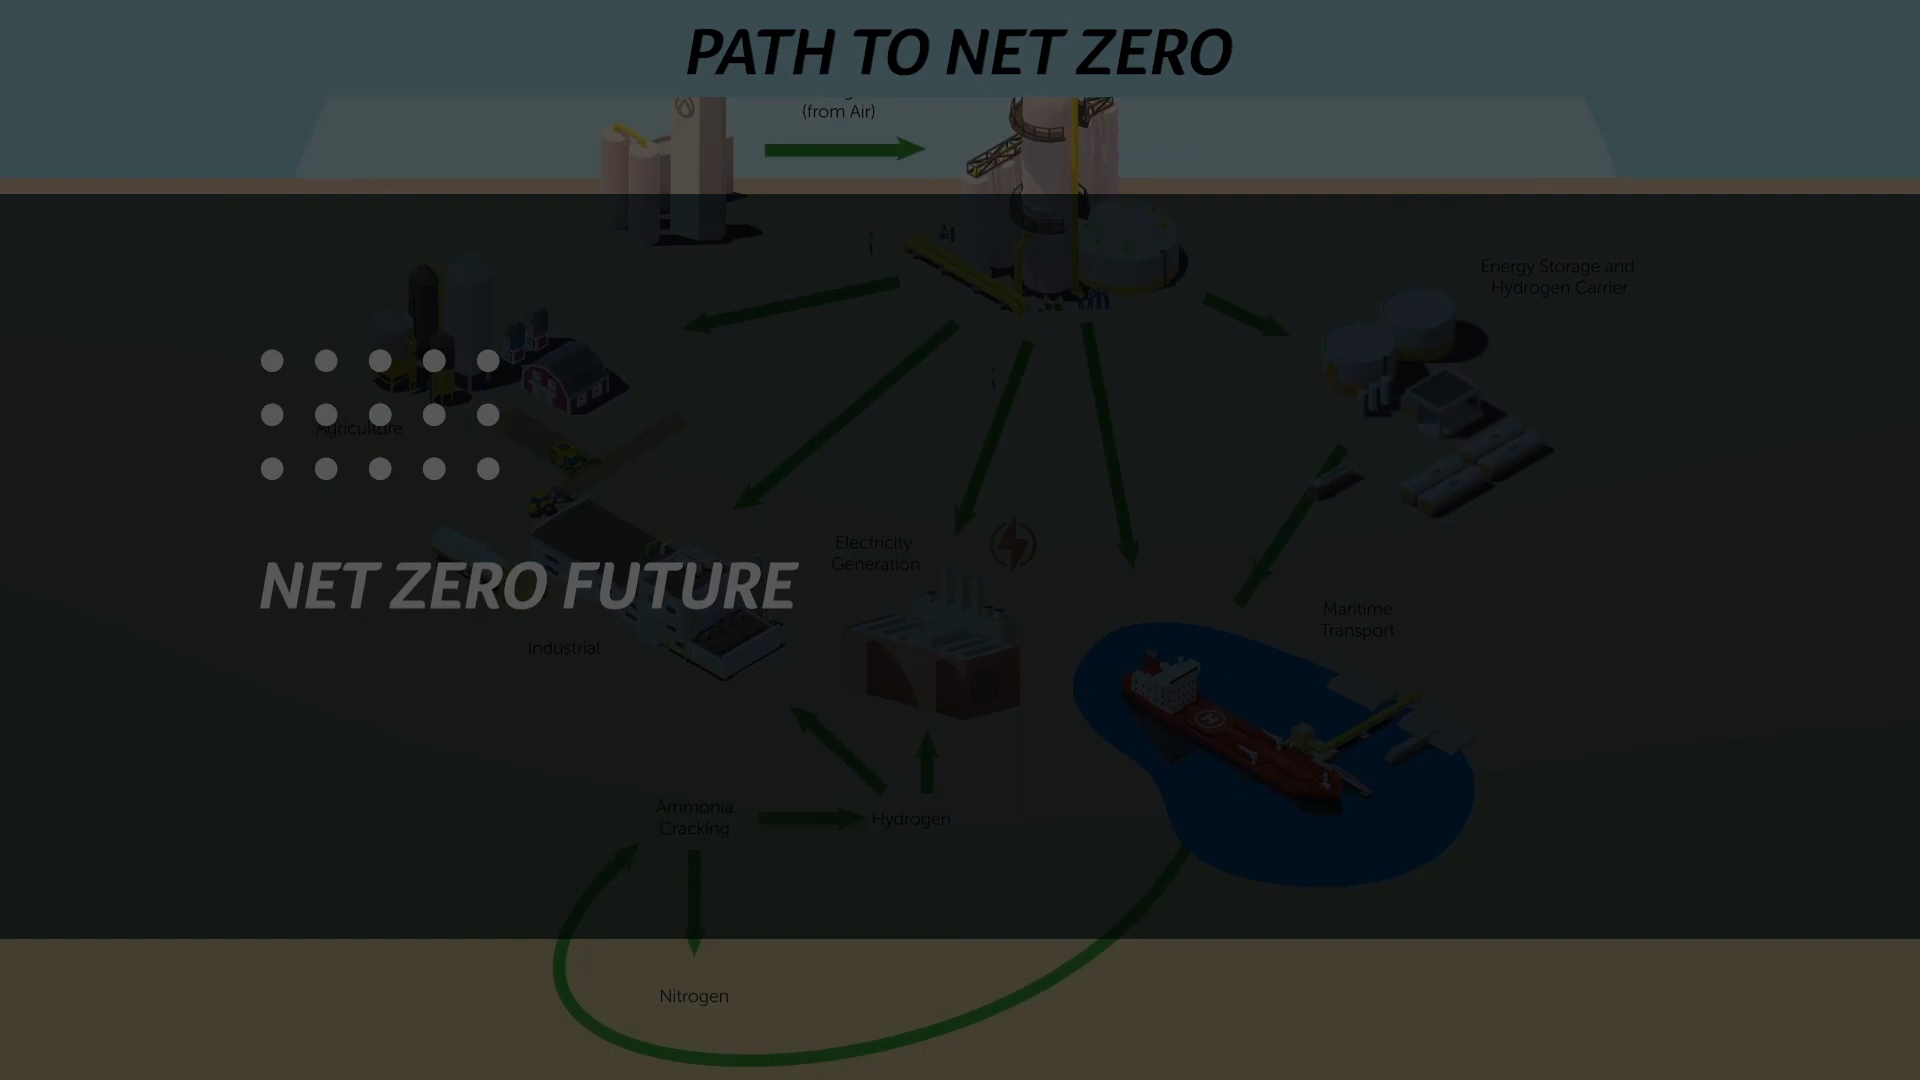 PATH TO NET ZERO
(from Air)
Energy Storage and
Hydrogen Carrier
Agriculture
Electricity
Generation
NET ZERO FUTURE
Maritime
Transport
Industrial
Ammonia
Cracking
Hydrogen
Nitrogen
H